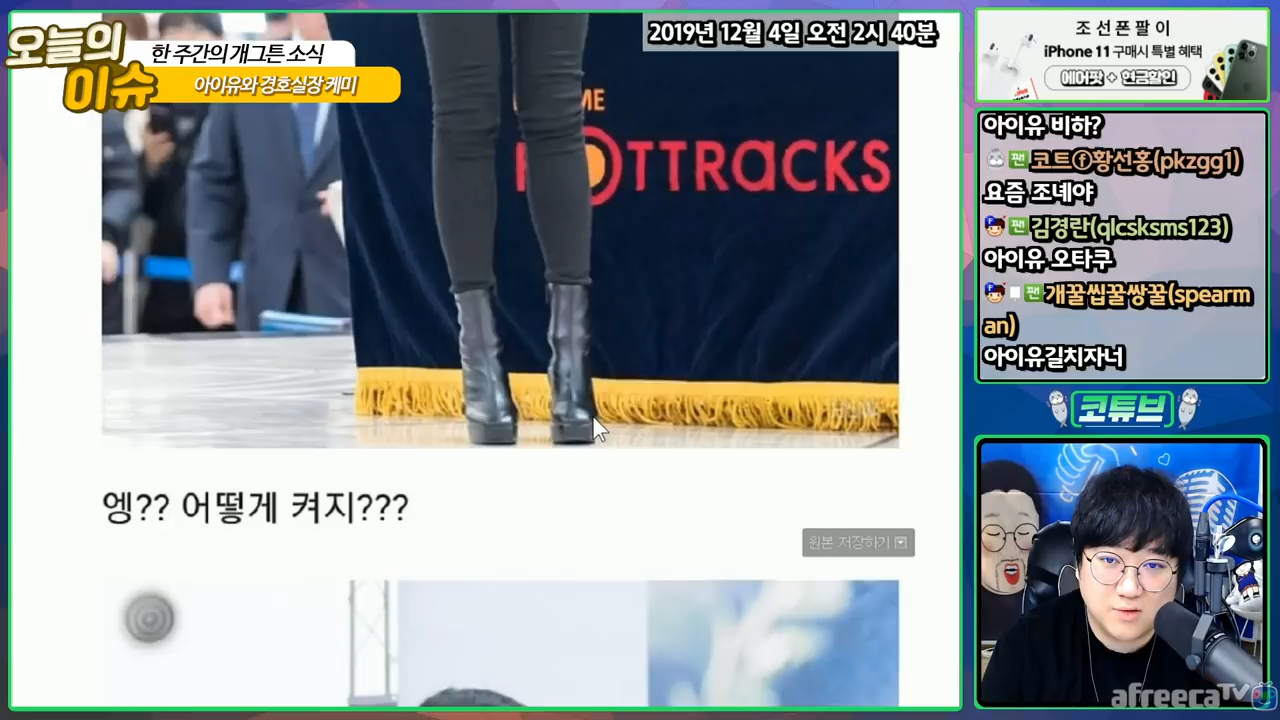 오늘의
이슈
한 주간의 개그튼 소식
아이유와 경호실장 케미
2019년 12월 4일 오전 2시 40분
ME
HOTTRACKS
엥?? 어떻게 켜지???
원본 저장하기
조선폰팔이
iPhone 11 구매시 특별 혜택
에어팟 + 현금할인
아이유 비하?
팬 코트ⓕ황선홍(pkzgg1)
요즘 조녜야
팬 김경란(qlcsksms123)
아이유 오타쿠
팬 개꿀씹꿀쌍꿀(spearm
an)
아이유길치자너
코튜브
afreecaTV